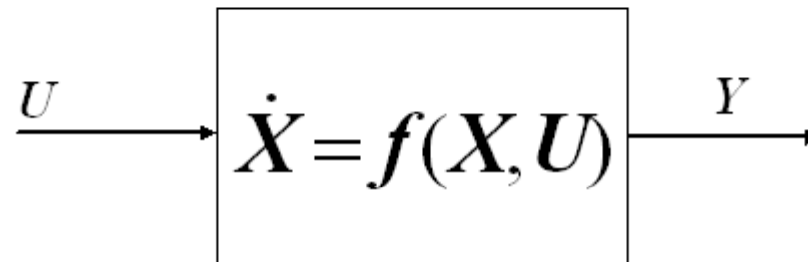 U
Ẋ = f(X, U)
Y